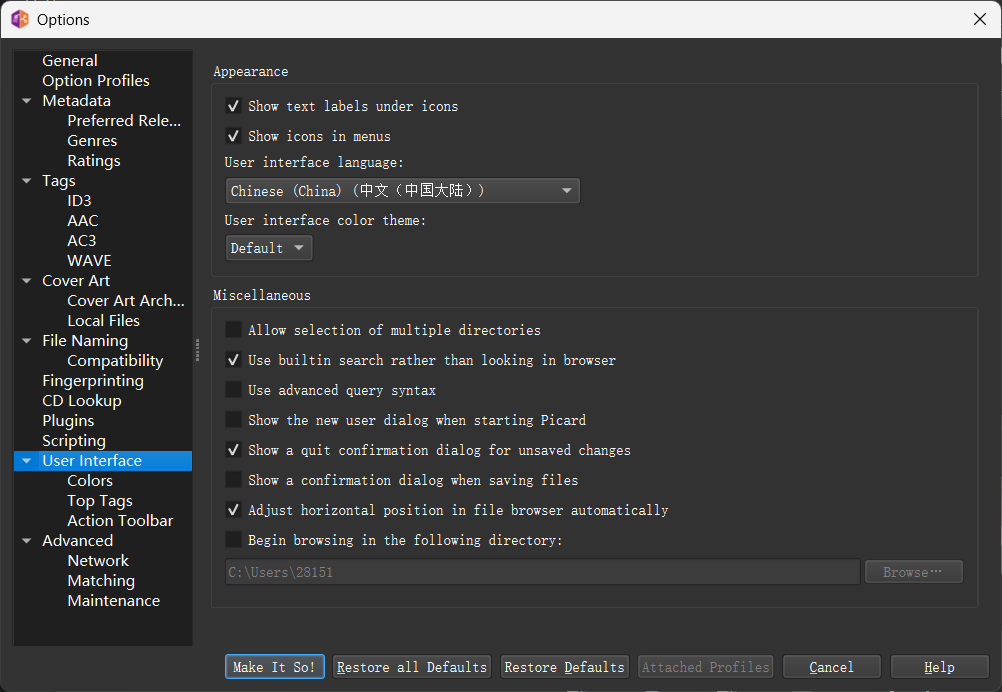 Options
General
Option Profiles
Metadata
Preferred Rele...
Genres
Ratings
Tags
ID3
AAC
AC3
WAVE
Cover Art
Cover Art Arch...
Local Files
File Naming
Compatibility
Fingerprinting
CD Lookup
Plugins
Scripting
User Interface
Colors
Top Tags
Action Toolbar
Advanced
Network
Matching
Maintenance
Appearance
Show text labels under icons
Show icons in menus
User interface language:
Chinese (China) (中文（中国大陆）)
User interface color theme:
Default
Miscellaneous
Allow selection of multiple directories
Use builtin search rather than looking in browser
Use advanced query syntax
Show the new user dialog when starting Picard
Show a quit confirmation dialog for unsaved changes
Show a confirmation dialog when saving files
Adjust horizontal position in file browser automatically
Begin browsing in the following directory:
C:\Users\28151
Browse…
Make It So!
Restore all Defaults
Restore Defaults
Attached Profiles
Cancel
Help